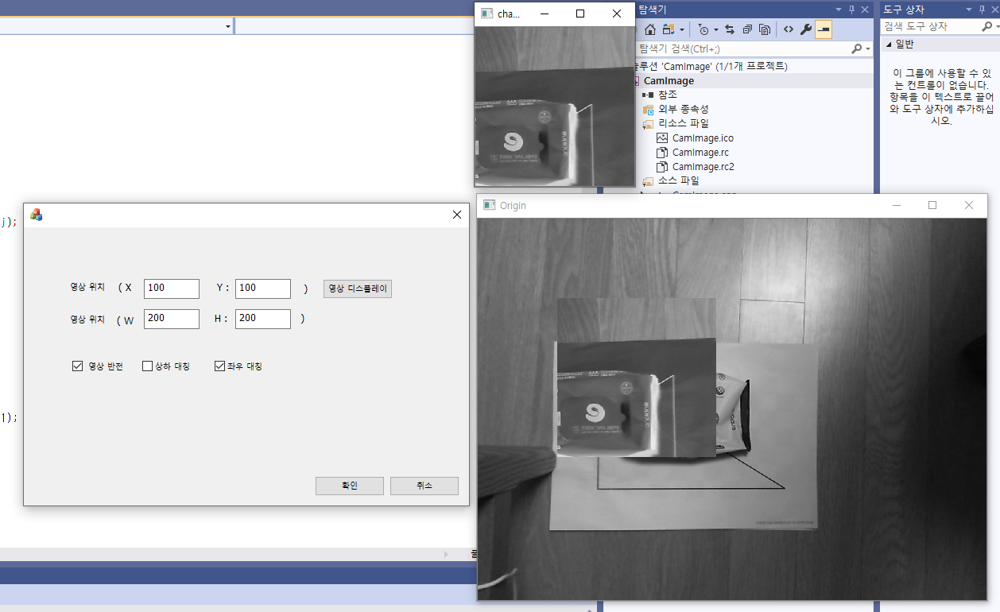 j);
1);
cha...
탐색기
탐색기 검색(Ctrl+;)
솔루션 'CamImage' (1/1개 프로젝트)
CamImage
참조
외부 종속성
리소스 파일
CamImage.ico
CamImage.rc
CamImage.rc2
소스 파일
도구 상자
검색 도구 상자
일반
이 그룹에 사용할 수 있
는 컨트롤이 없습니다.
항목을 이 텍스트로 끌어
와 도구 상자에 추가하십
시오.
영상 위치 ( X 100 Y : 100 ) 영상 디스플레이
영상 위치 ( W 200 H : 200 )
영상 반전 상하 대칭 좌우 대칭
확인 취소
Origin